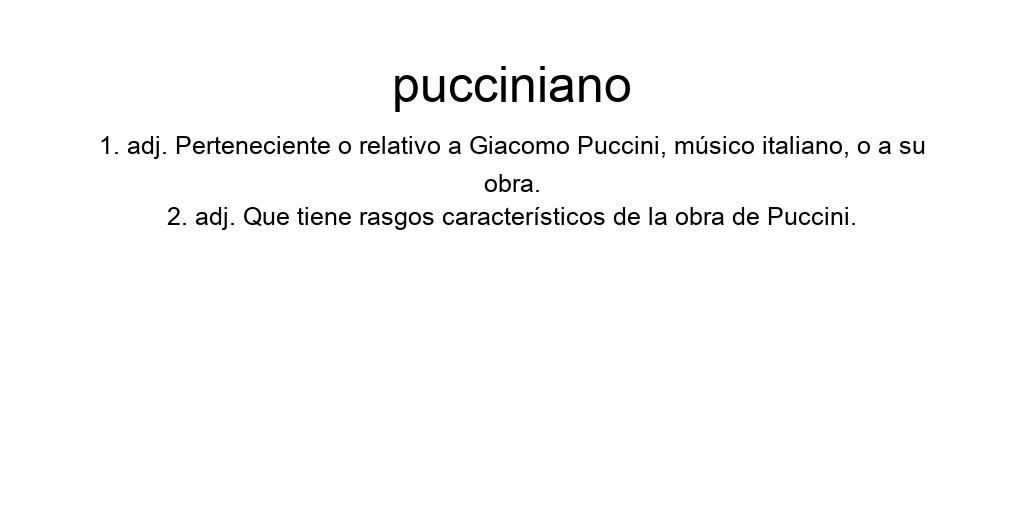 pucciniano
1. adj. Perteneciente o relativo a Giacomo Puccini, músico italiano, o a su
obra.
2. adj. Que tiene rasgos característicos de la obra de Puccini.